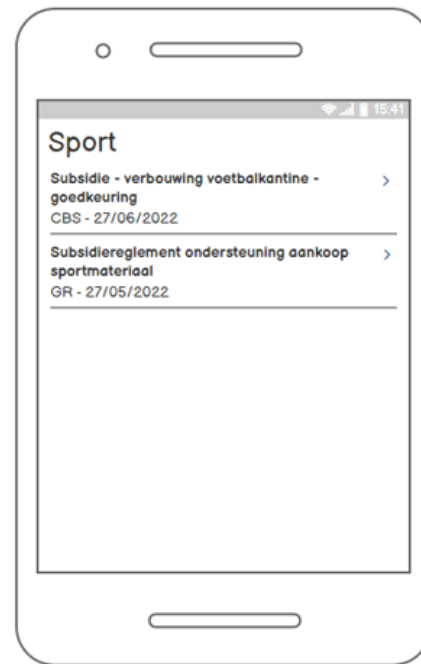 15:41
Sport
Subsidie - verbouwing voetbalkantine -
goedkeuring
CBS - 27/06/2022
Subsidiereglement ondersteuning aankoop
sportmateriaal
GR - 27/05/2022